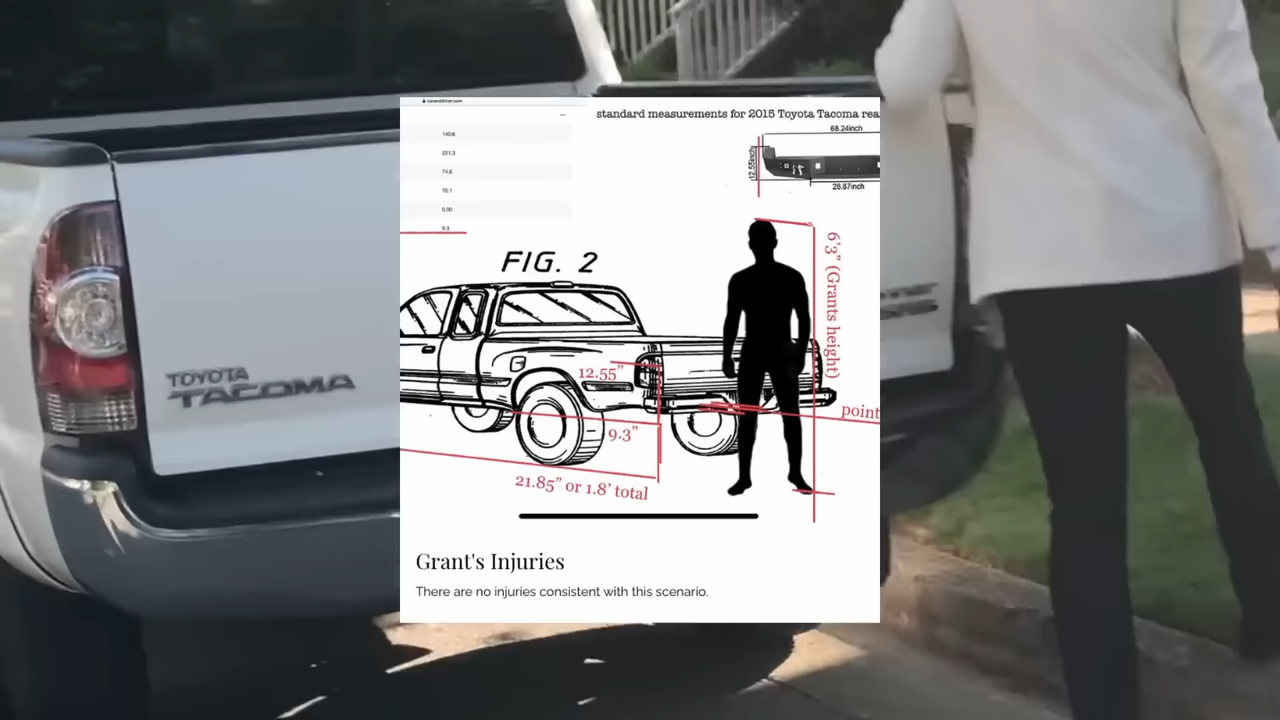 caranddriver.com
standard measurements for 2015 Toyota Tacoma rea
68.24inch
12.55inch
28.87inch
140.6
221.3
74.6
70.1
0.00
9.3
FIG. 2
6'3" (Grants height)
12.55"
9.3"
point
21.85" or 1.8' total
TOYOTA
TACOMA
Grant's Injuries
There are no injuries consistent with this scenario.